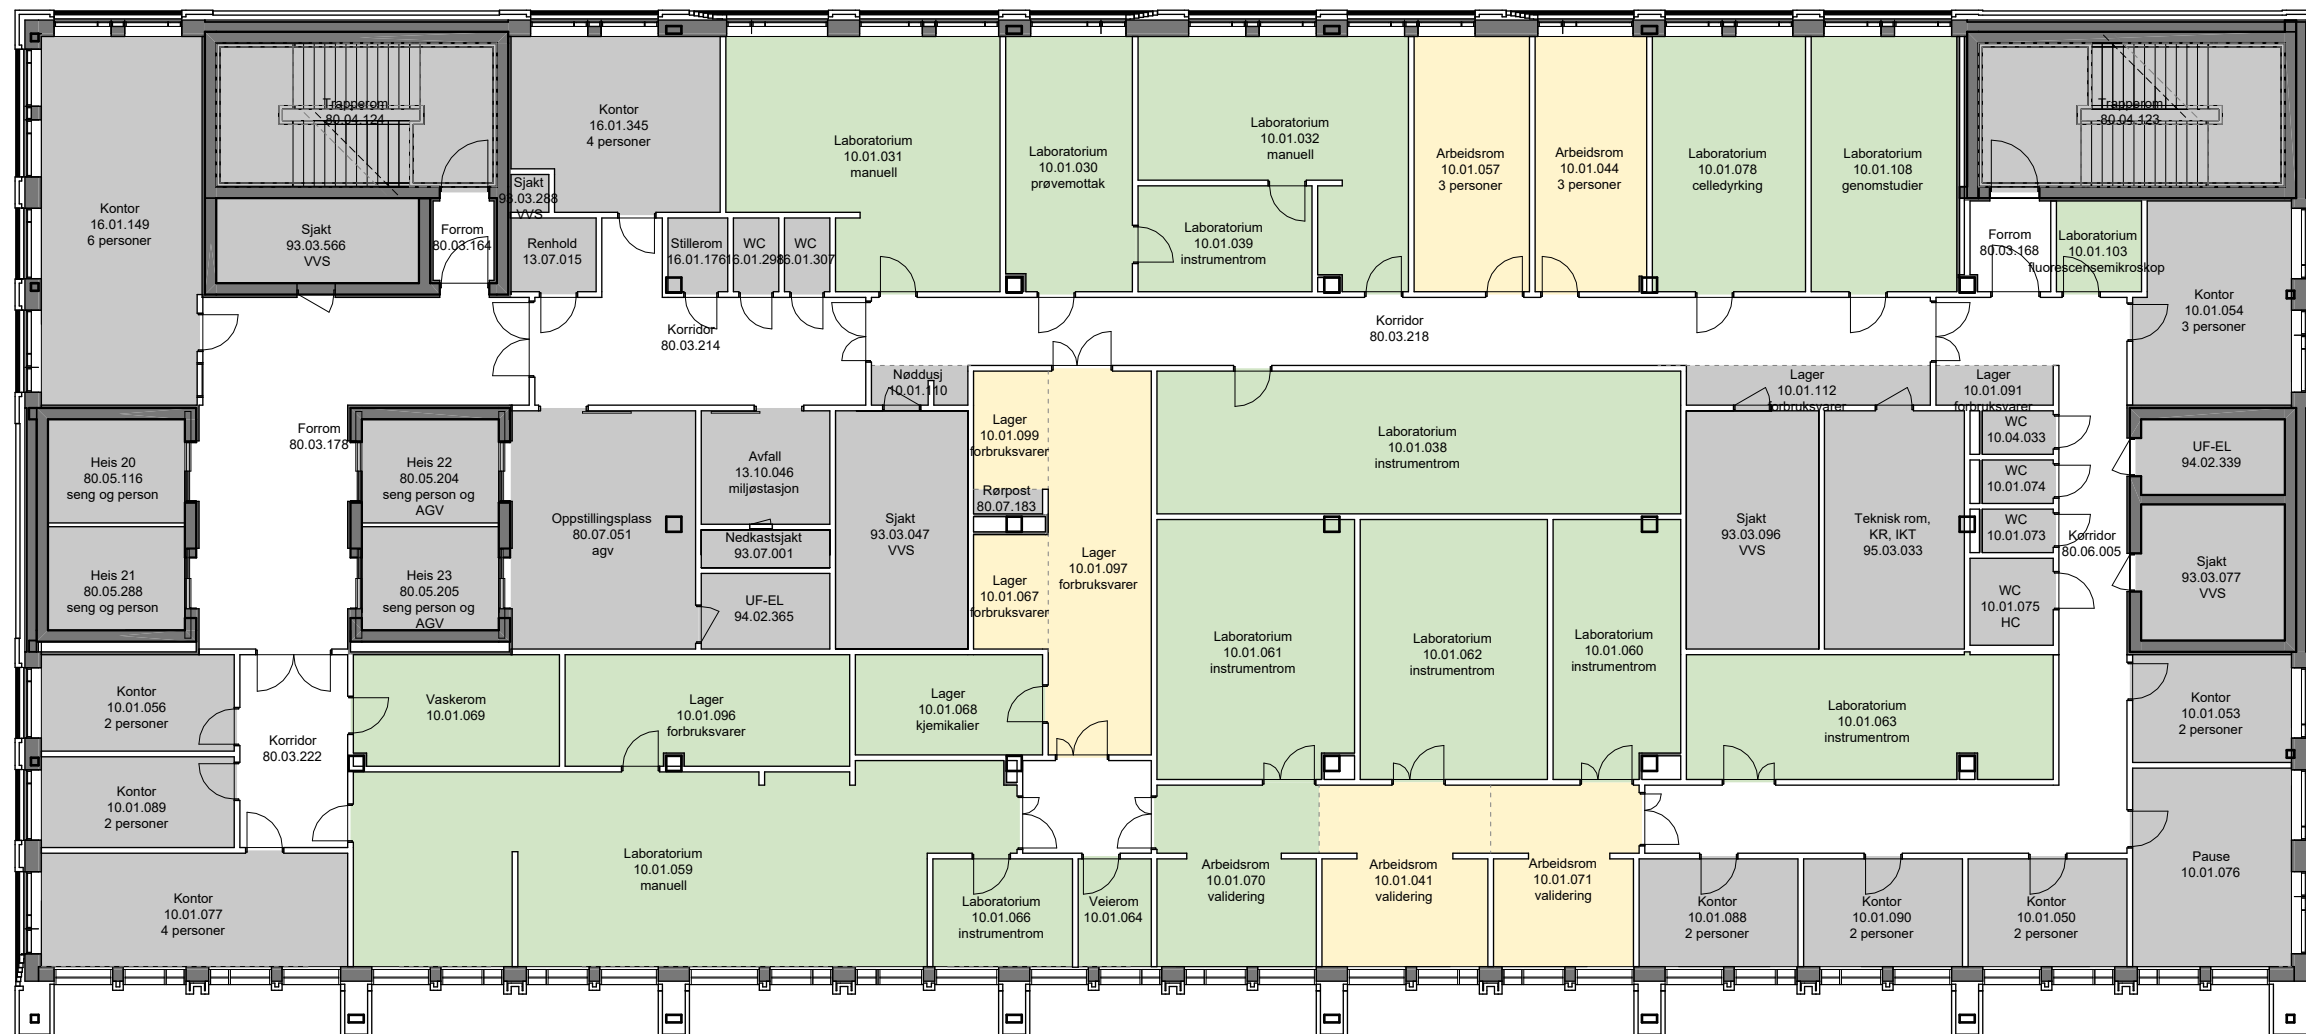 Trapperom
80.04.124
Kontor
16.01.345
4 personer
Laboratorium
10.01.031
manuell
Laboratorium
10.01.030
prøvemottak
Laboratorium
10.01.032
manuell
Arbeidsrom
10.01.057
3 personer
Arbeidsrom
10.01.044
3 personer
Laboratorium
10.01.078
celledyrking
Laboratorium
10.01.108
genomstudier
Trapperom
80.04.123
Kontor
16.01.149
6 personer
Sjakt
93.03.566
VVS
Forrom
80.03.164
Sjakt
93.03.288
VVS
Renhold
13.07.015
Stillerom
16.01.176
WC
16.01.298
WC
16.01.307
Laboratorium
10.01.039
instrumentrom
Forrom
80.03.168
Laboratorium
10.01.103
fluorescensemikroskop
Kontor
10.01.054
3 personer
Korridor
80.03.214
Korridor
80.03.218
Nøddusj
10.01.110
Lager
10.01.112
forbruksvarer
Lager
10.01.091
forbruksvarer
Forrom
80.03.178
Heis 20
80.05.116
seng og person
Heis 22
80.05.204
seng person og
AGV
Avfall
13.10.046
miljøstasjon
Lager
10.01.099
forbruksvarer
Rørpost
80.07.183
Laboratorium
10.01.038
instrumentrom
WC
10.04.033
WC
10.01.074
WC
10.01.073
UF-EL
94.02.339
Oppstillingsplass
80.07.051
agv
Nedkastsjakt
93.07.001
Sjakt
93.03.047
VVS
Sjakt
93.03.096
VVS
Teknisk rom,
KR, IKT
95.03.033
Korridor
80.06.005
Heis 21
80.05.288
seng og person
Heis 23
80.05.205
seng person og
AGV
UF-EL
94.02.365
Lager
10.01.067
forbruksvarer
Lager
10.01.097
forbruksvarer
WC
10.01.075
HC
Sjakt
93.03.077
VVS
Laboratorium
10.01.061
instrumentrom
Laboratorium
10.01.062
instrumentrom
Laboratorium
10.01.060
instrumentrom
Kontor
10.01.056
2 personer
Vaskerom
10.01.069
Lager
10.01.096
forbruksvarer
Lager
10.01.068
kjemikalier
Laboratorium
10.01.063
instrumentrom
Kontor
10.01.053
2 personer
Korridor
80.03.222
Kontor
10.01.089
2 personer
Laboratorium
10.01.059
manuell
Arbeidsrom
10.01.070
validering
Arbeidsrom
10.01.041
validering
Arbeidsrom
10.01.071
validering
Pause
10.01.076
Kontor
10.01.077
4 personer
Laboratorium
10.01.066
instrumentrom
Veierom
10.01.064
Kontor
10.01.088
2 personer
Kontor
10.01.090
2 personer
Kontor
10.01.050
2 personer